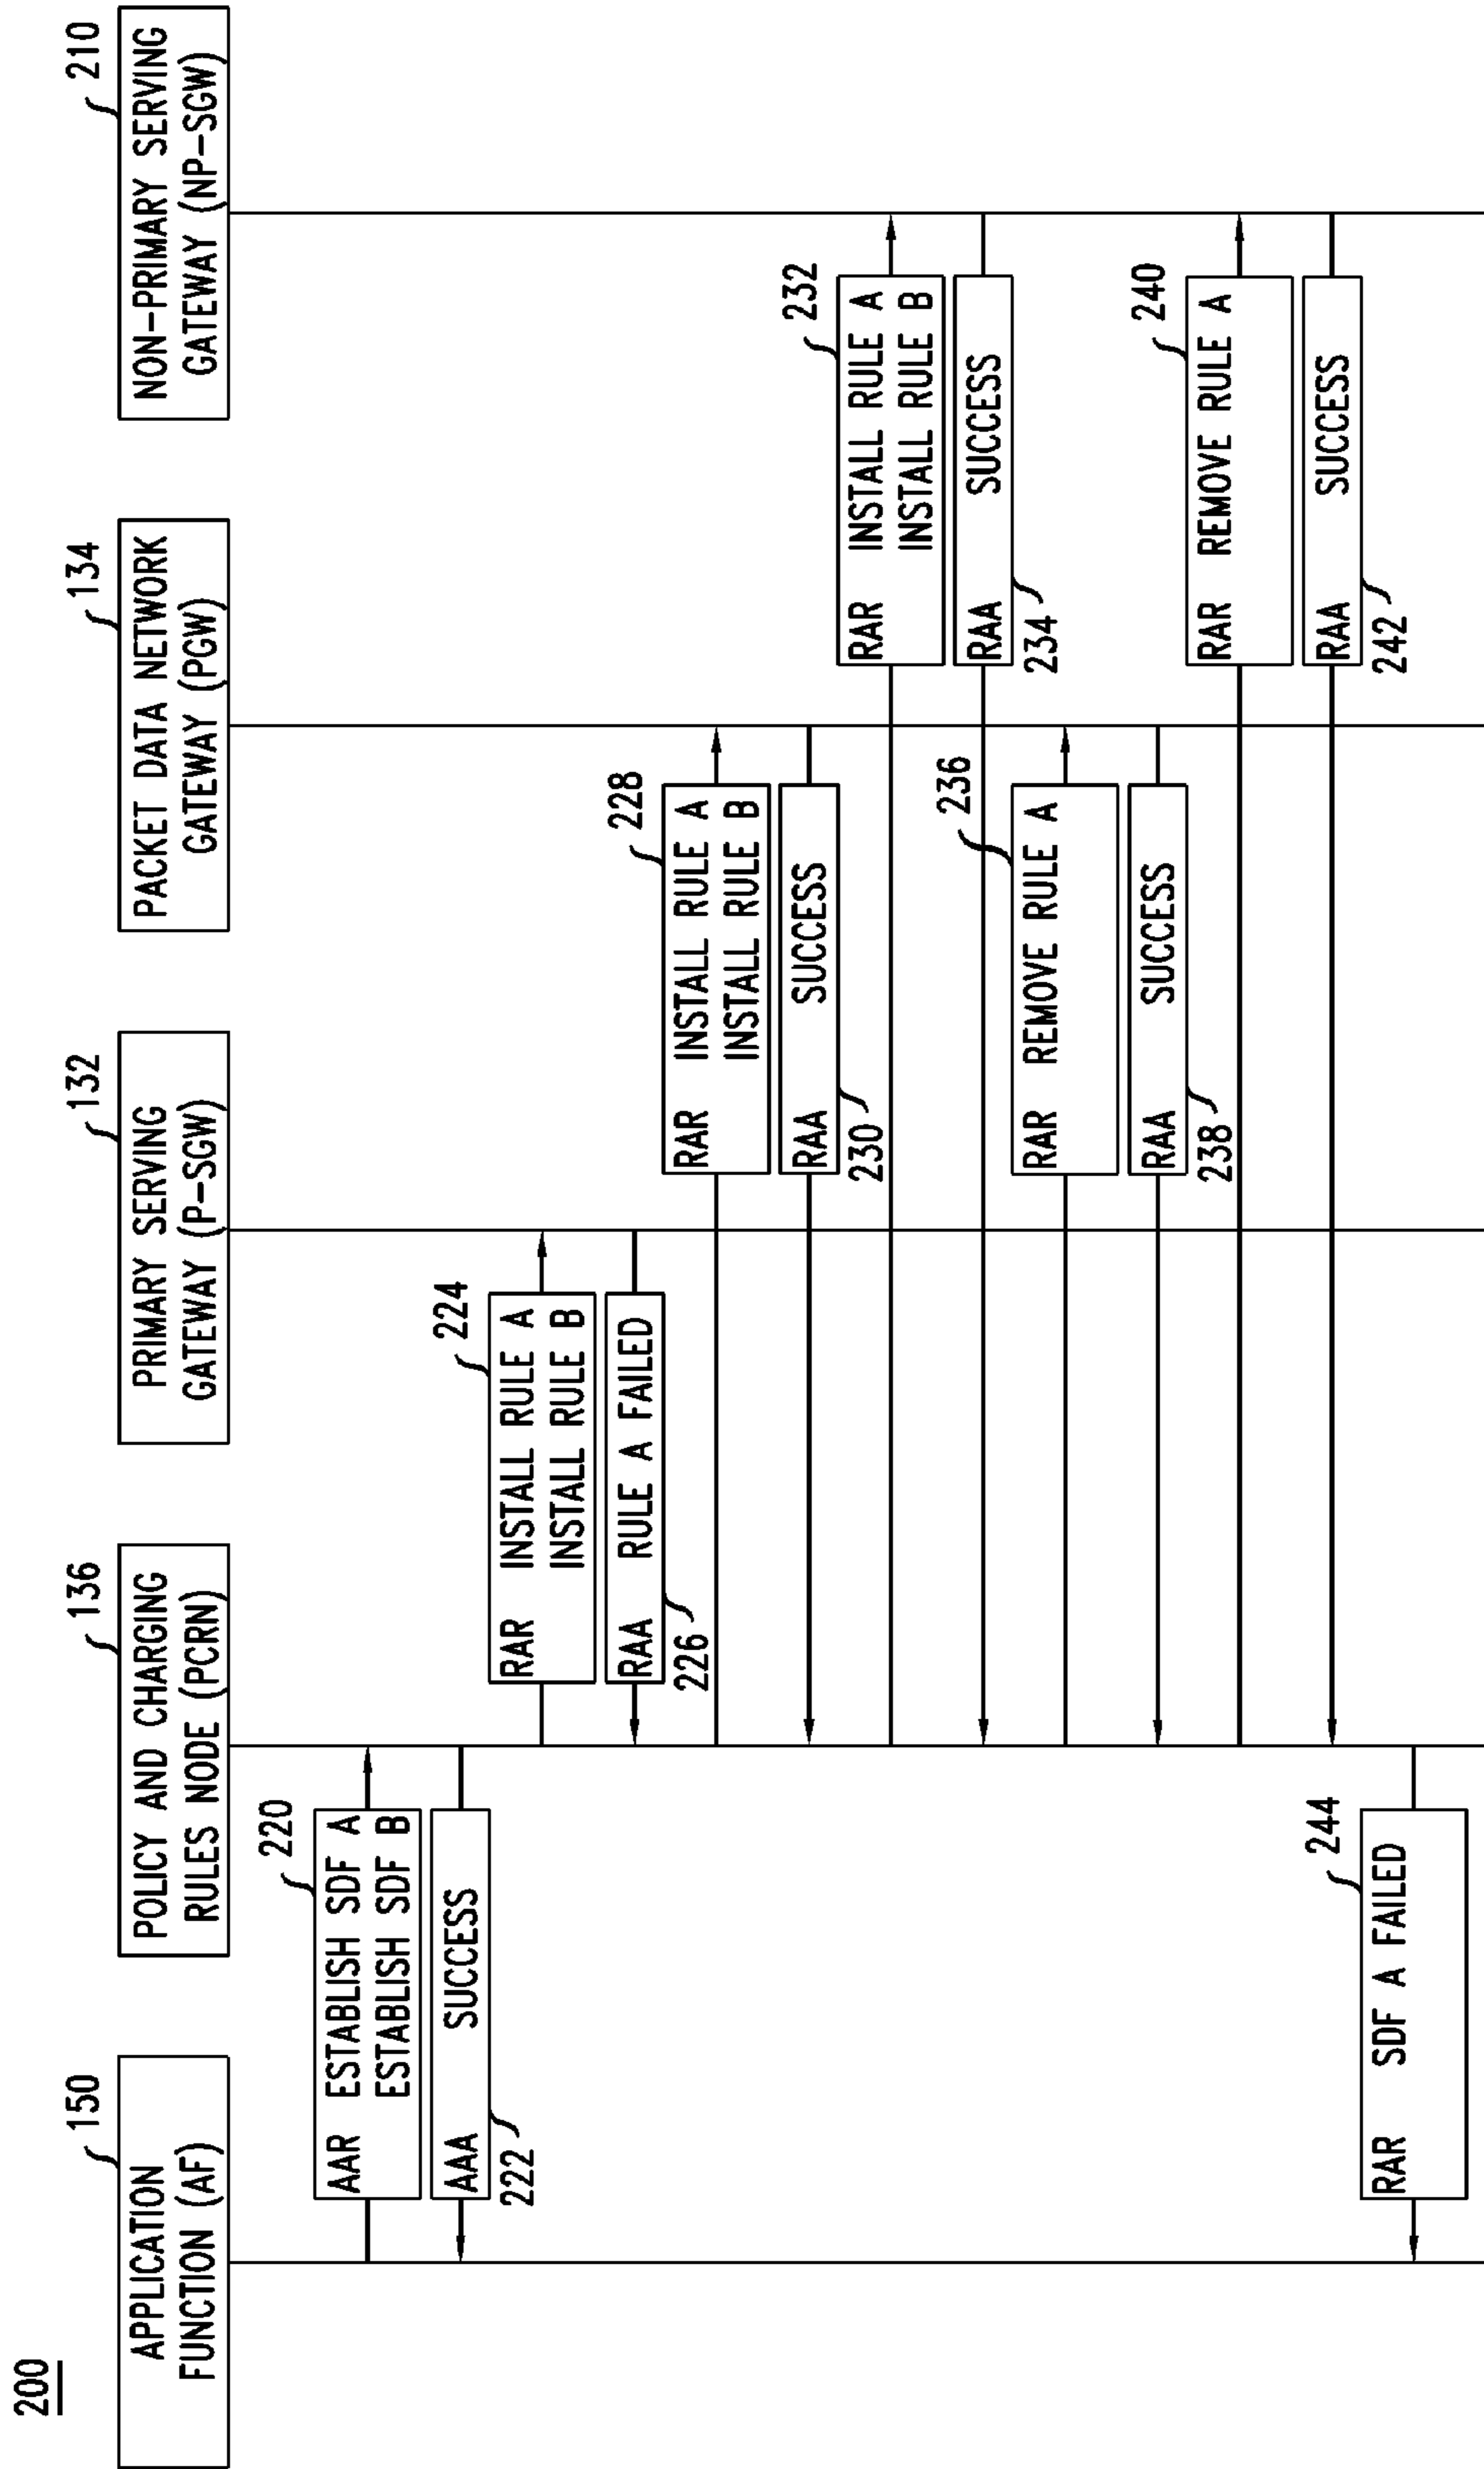 200
150
APPLICATION
FUNCTION (AF)
136
POLICY AND CHARGING
RULES NODE (PCRN)
132
PRIMARY SERVING
GATEWAY (P-SGW)
134
PACKET DATA NETWORK
GATEWAY (PGW)
210
NON-PRIMARY SERVING
GATEWAY (NP-SGW)
220
AAR ESTABLISH SDF A
ESTABLISH SDF B
AAA SUCCESS
222
224
RAR INSTALL RULE A
INSTALL RULE B
RAA RULE A FAILED
226
228
RAR INSTALL RULE A
INSTALL RULE B
RAA SUCCESS
230
232
RAR INSTALL RULE A
INSTALL RULE B
RAA SUCCESS
234
236
RAR REMOVE RULE A
RAA SUCCESS
238
240
RAR REMOVE RULE A
RAA SUCCESS
242
244
RAR SDF A FAILED